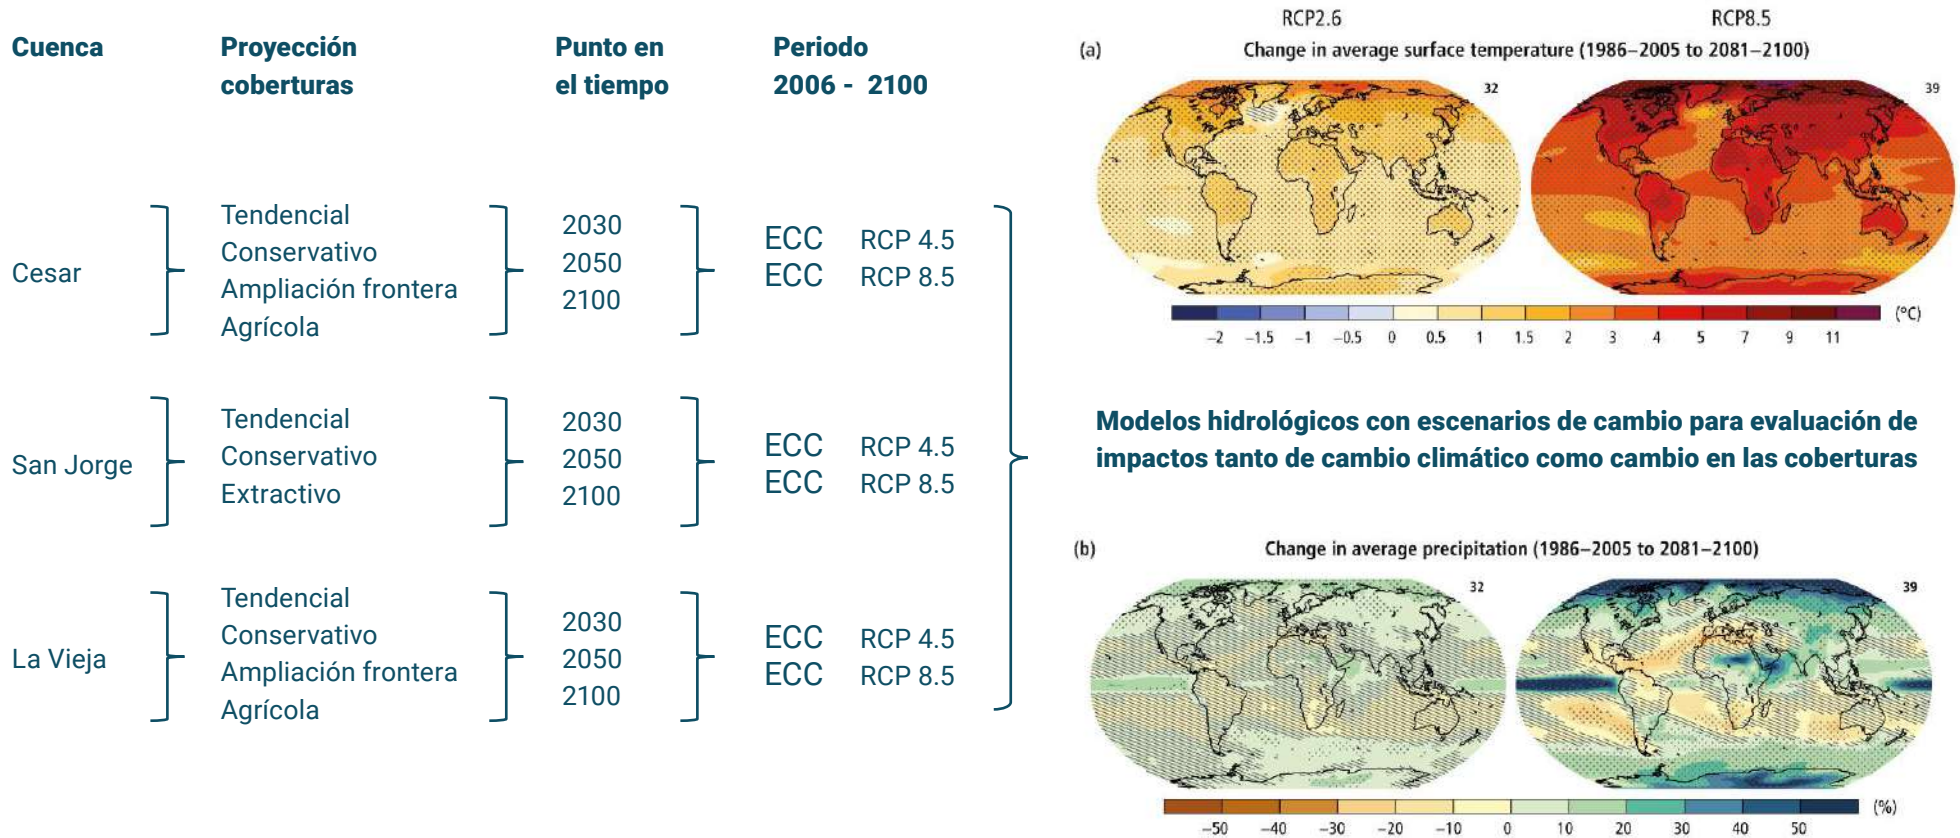 Cuenca
Proyección
coberturas
Punto en
el tiempo
Periodo
2006 - 2100
Cesar
Tendencial
Conservativo
Ampliación frontera
Agrícola
2030
2050
2100
ECC RCP 4.5
ECC RCP 8.5
San Jorge
Tendencial
Conservativo
Extractivo
2030
2050
2100
ECC RCP 4.5
ECC RCP 8.5
La Vieja
Tendencial
Conservativo
Ampliación frontera
Agrícola
2030
2050
2100
ECC RCP 4.5
ECC RCP 8.5
RCP2.6 RCP8.5
(a) Change in average surface temperature (1986–2005 to 2081–2100)
32 39
(°C)
−2 −1.5 −1 −0.5 0 0.5 1 1.5 2 3 4 5 7 9 11
Modelos hidrológicos con escenarios de cambio para evaluación de
impactos tanto de cambio climático como cambio en las coberturas
(b) Change in average precipitation (1986–2005 to 2081–2100)
32 39
(%)
−50 −40 −30 −20 −10 0 10 20 30 40 50